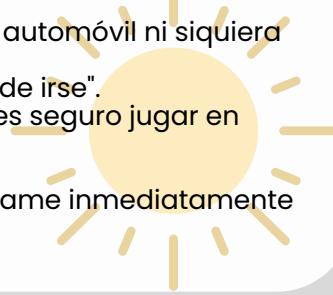 automóvil ni siquiera
de irse".
es seguro jugar en
ame inmediatamente